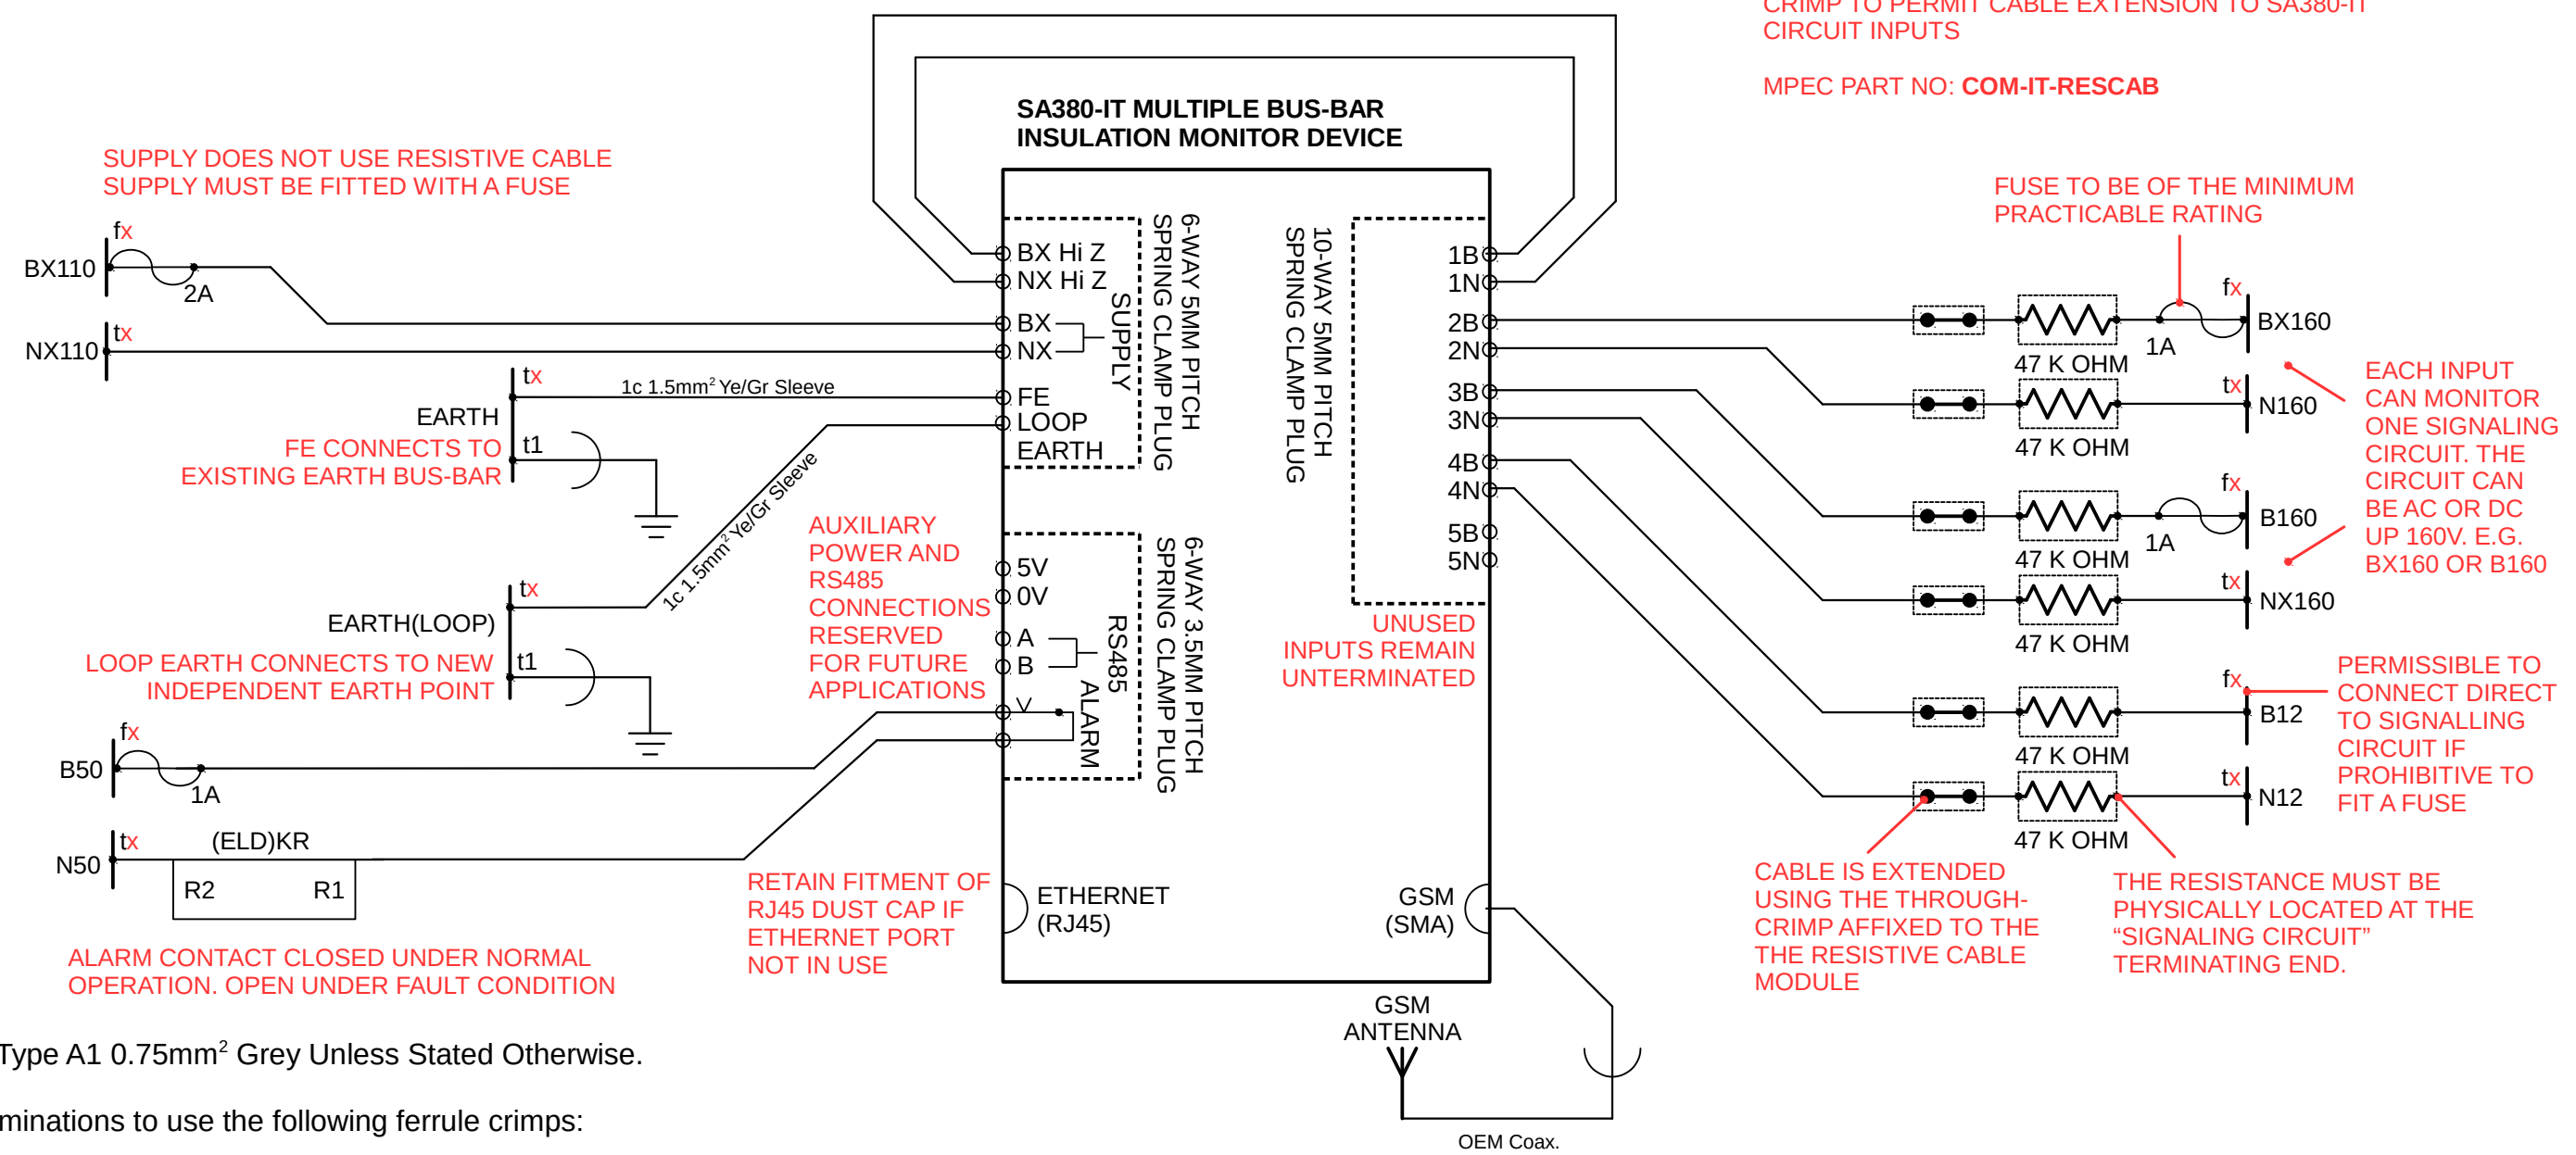 CRIMP TO PERMIT CABLE EXTENSION TO SA380-IT
CIRCUIT INPUTS
MPEC PART NO: COM-IT-RESCAB
SA380-IT MULTIPLE BUS-BAR
INSULATION MONITOR DEVICE
SUPPLY DOES NOT USE RESISTIVE CABLE
SUPPLY MUST BE FITTED WITH A FUSE
fx
BX110
2A
tx
NX110
tx
1c 1.5mm² Ye/Gr Sleeve
EARTH
t1
FE CONNECTS TO
EXISTING EARTH BUS-BAR
1c 1.5mm² Ye/Gr Sleeve
tx
EARTH(LOOP)
t1
LOOP EARTH CONNECTS TO NEW
INDEPENDENT EARTH POINT
fx
B50
1A
tx
(ELD)KR
N50
R2
R1
ALARM CONTACT CLOSED UNDER NORMAL
OPERATION. OPEN UNDER FAULT CONDITION
BX Hi Z
NX Hi Z
BX
NX
SUPPLY
FE
LOOP
EARTH
6-WAY 5MM PITCH
SPRING CLAMP PLUG
AUXILIARY
POWER AND
RS485
CONNECTIONS
RESERVED
FOR FUTURE
APPLICATIONS
5V
0V
A
B
RS485
ALARM
6-WAY 3.5MM PITCH
SPRING CLAMP PLUG
RETAIN FITMENT OF
RJ45 DUST CAP IF
ETHERNET PORT
NOT IN USE
ETHERNET
(RJ45)
10-WAY 5MM PITCH
SPRING CLAMP PLUG
1B
1N
2B
2N
3B
3N
4B
4N
5B
5N
UNUSED
INPUTS REMAIN
UNTERMINATED
GSM
(SMA)
GSM
ANTENNA
OEM Coax.
FUSE TO BE OF THE MINIMUM
PRACTICABLE RATING
fx
BX160
1A
47 K OHM
tx
N160
47 K OHM
EACH INPUT
CAN MONITOR
ONE SIGNALING
CIRCUIT. THE
CIRCUIT CAN
BE AC OR DC
UP 160V. E.G.
BX160 OR B160
fx
B160
1A
47 K OHM
tx
NX160
47 K OHM
fx
B12
47 K OHM
tx
N12
47 K OHM
PERMISSIBLE TO
CONNECT DIRECT
TO SIGNALLING
CIRCUIT IF
PROHIBITIVE TO
FIT A FUSE
CABLE IS EXTENDED
USING THE THROUGH-
CRIMP AFFIXED TO THE
THE RESISTIVE CABLE
MODULE
THE RESISTANCE MUST BE
PHYSICALLY LOCATED AT THE
“SIGNALING CIRCUIT”
TERMINATING END.
Type A1 0.75mm² Grey Unless Stated Otherwise.
minations to use the following ferrule crimps: